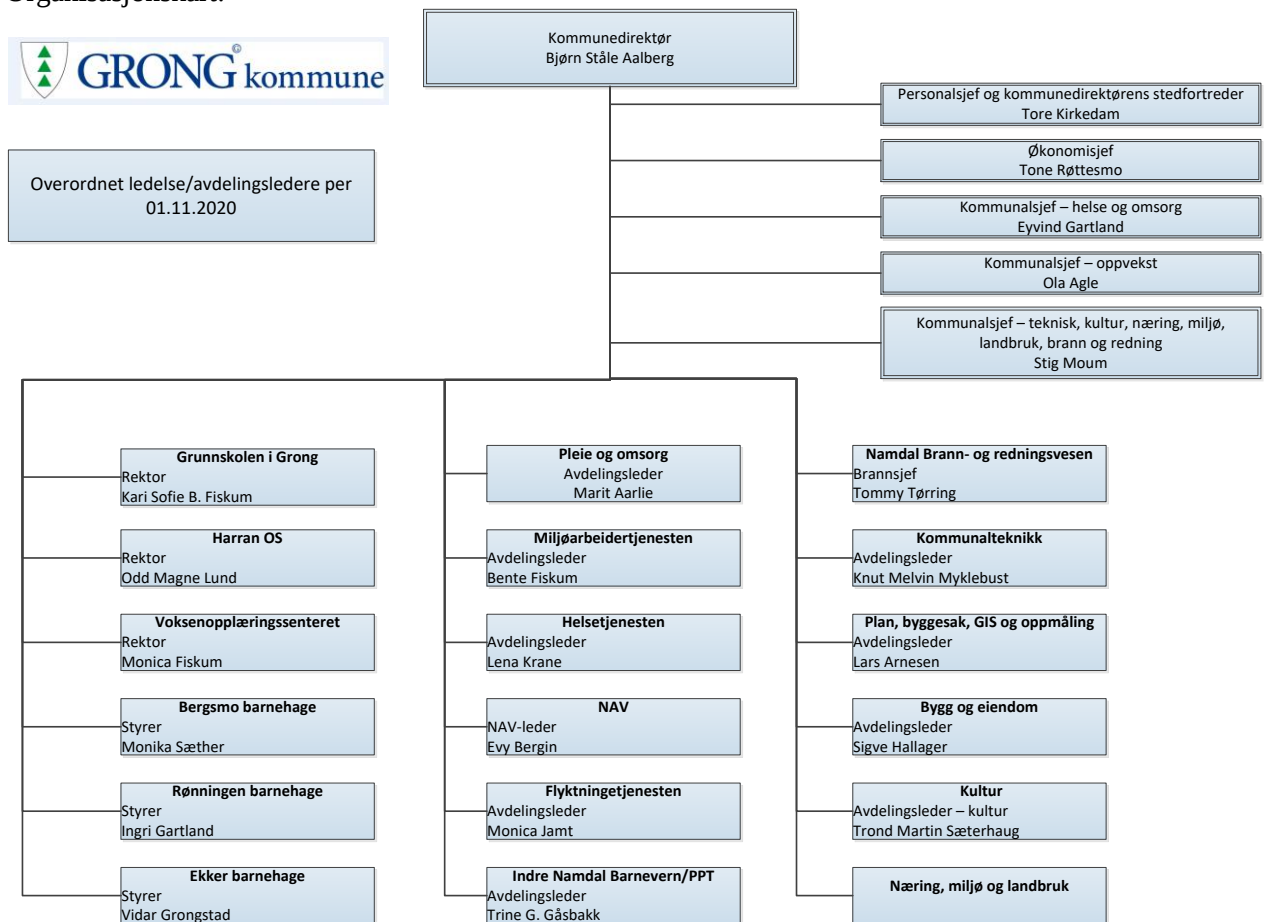 Organisasjonskart:
GRONG kommune
Kommunedirektør
Bjørn Ståle Aalberg
Overordnet ledelse/avdelingsledere per
01.11.2020
Personalsjef og kommunedirektørens stedfortreder
Tore Kirkedam
Økonomisjef
Tone Røttesmo
Kommunalsjef – helse og omsorg
Eyvind Gartland
Kommunalsjef – oppvekst
Ola Agle
Kommunalsjef – teknisk, kultur, næring, miljø,
landbruk, brann og redning
Stig Moum
Grunnskolen i Grong
Rektor
Kari Sofie B. Fiskum
Harran OS
Rektor
Odd Magne Lund
Voksenopplæringssenteret
Rektor
Monica Fiskum
Bergsmo barnehage
Styrer
Monika Sæther
Rønningen barnehage
Styrer
Ingri Gartland
Ekker barnehage
Styrer
Vidar Grongstad
Pleie og omsorg
Avdelingsleder
Marit Aarlie
Miljøarbeidertjenesten
Avdelingsleder
Bente Fiskum
Helsetjenesten
Avdelingsleder
Lena Krane
NAV
NAV-leder
Evy Bergin
Flyktningetjenesten
Avdelingsleder
Monica Jamt
Indre Namdal Barnevern/PPT
Avdelingsleder
Trine G. Gåsbakk
Namdal Brann- og redningsvesen
Brannsjef
Tommy Tørring
Kommunalteknikk
Avdelingsleder
Knut Melvin Myklebust
Plan, byggesak, GIS og oppmåling
Avdelingsleder
Lars Arnesen
Bygg og eiendom
Avdelingsleder
Sigve Hallager
Kultur
Avdelingsleder – kultur
Trond Martin Sæterhaug
Næring, miljø og landbruk